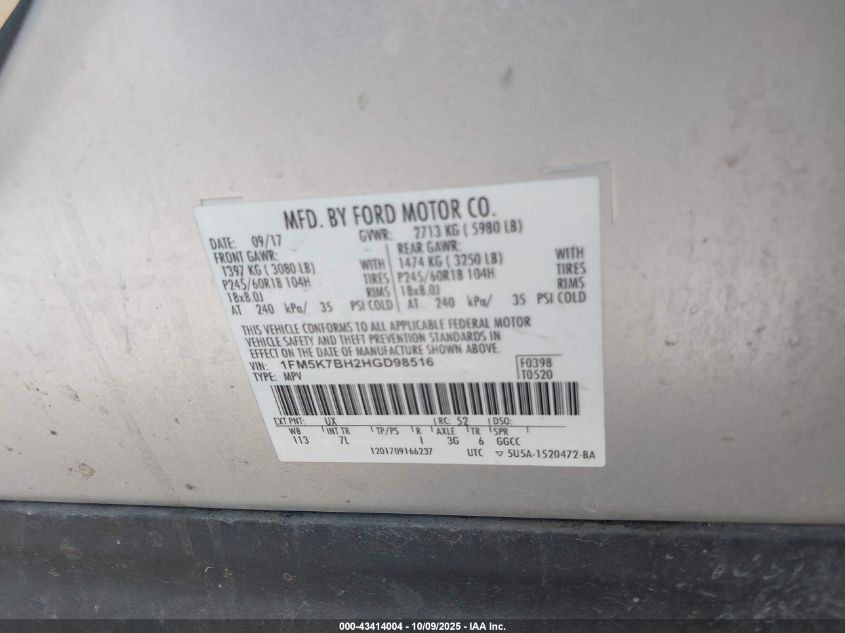 MFD. BY FORD MOTOR CO.
DATE: 09/17 GVWR: 2713 KG ( 5980 LB)
FRONT GAWR: REAR GAWR:
1397 KG ( 3080 LB) WITH 1474 KG ( 3250 LB) WITH
P245/60R18 104H TIRES P245/60R18 104H TIRES
18x8.0J RIMS 18x8.0J RIMS
AT 240 kPa/ 35 PSI COLD AT 240 kPa/ 35 PSI COLD
THIS VEHICLE CONFORMS TO ALL APPLICABLE FEDERAL MOTOR
VEHICLE SAFETY AND THEFT PREVENTION STANDARDS IN
EFFECT ON THE DATE OF MANUFACTURE SHOWN ABOVE.
VIN: 1FM5K7BH2HGD98516 F0398
TYPE: MPV T0520
EXT PNT: UX RC: 52 DSO:
WB INT TR TP/PS R AXLE TR SPR
113 7L I 3G 6 GGCC
1201709166237 UTC ▽ 5U5A-1520472-BA
000-43414004 - 10/09/2025 - IAA Inc.